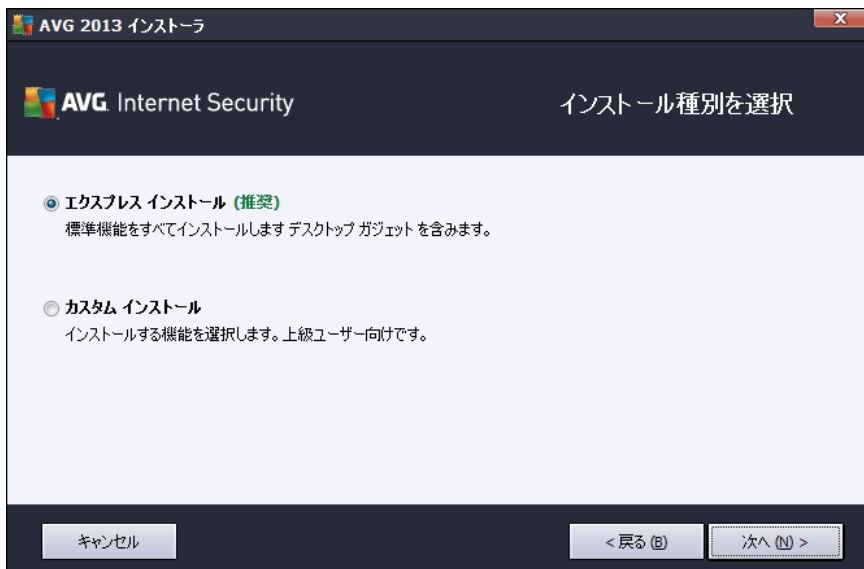 AVG 2013 インストーラ
AVG. Internet Security
インストール種別を選択
エクスプレス インストール (推奨)
標準機能をすべてインストールします デスクトップ ガジェット を含みます。
カスタム インストール
インストールする機能を選択します。上級ユーザー向けです。
キャンセル
< 戻る (B)
次へ (N) >